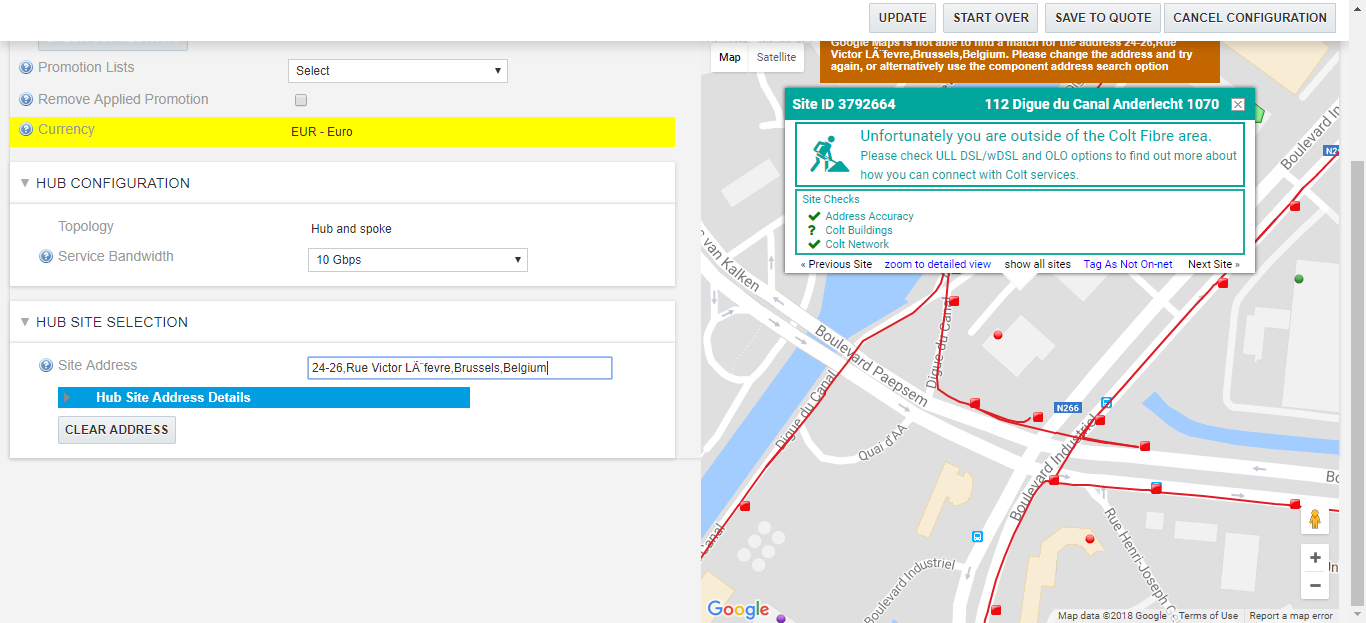 UPDATE
START OVER
SAVE TO QUOTE
CANCEL CONFIGURATION
Promotion Lists
Select
Remove Applied Promotion
Currency
EUR - Euro
HUB CONFIGURATION
Topology
Hub and spoke
Service Bandwidth
10 Gbps
HUB SITE SELECTION
Site Address
24-26,Rue Victor LÃ¨fevre,Brussels,Belgium
Hub Site Address Details
CLEAR ADDRESS
Map
Satellite
Google Maps is not able to find a match for the address 24-26,Rue
Victor LÃ¨fevre,Brussels,Belgium. Please change the address and try
again, or alternatively use the component address search option
Site ID 3792664
112 Digue du Canal Anderlecht 1070
Unfortunately you are outside of the Colt Fibre area.
Please check ULL DSL/wDSL and OLO options to find out more about
how you can connect with Colt services.
Site Checks
Address Accuracy
? Colt Buildings
Colt Network
« Previous Site
zoom to detailed view
show all sites
Tag As Not On-net
Next Site »
Boulevard In
N2
van Kalken
Boulevard Paepsem
Digue du Canal
Digue du Canal
Quai d'AA
N266
Boulevard Industriel
Bo
Rue Henri-Joseph G
Canal
Boulevard Industriel
In
Google
Map data ©2018 Google
Terms of Use
Report a map error